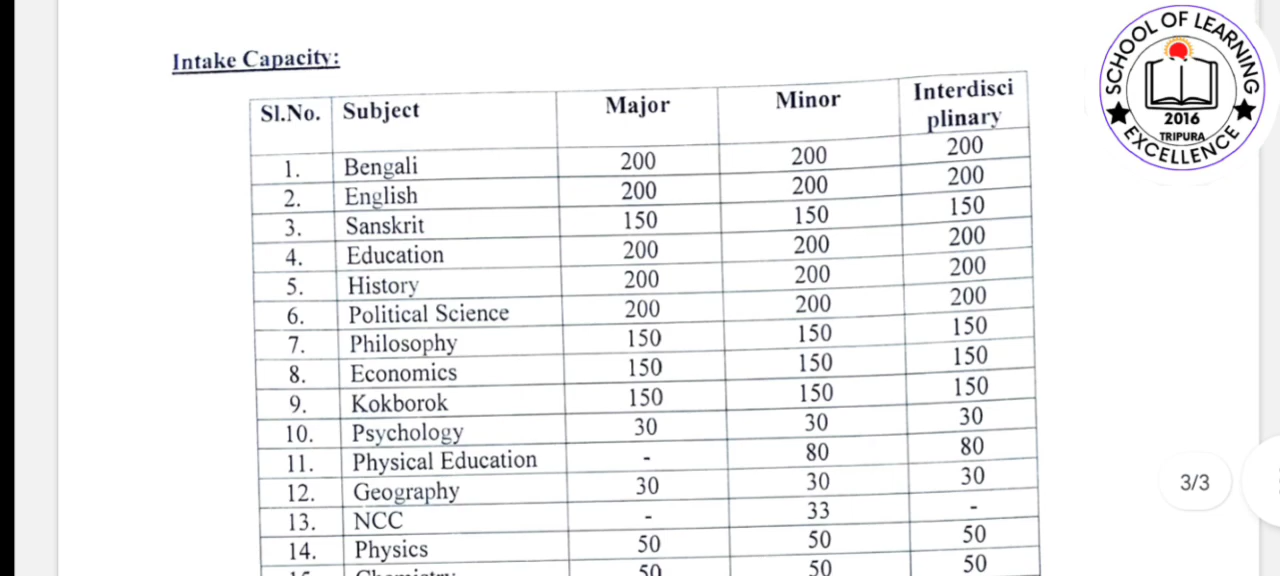 Intake Capacity:
Sl.No. Subject Major Minor Interdisci
plinary
1. Bengali 200 200 200
2. English 200 200 200
3. Sanskrit 150 150 150
4. Education 200 200 200
5. History 200 200 200
6. Political Science 200 200 200
7. Philosophy 150 150 150
8. Economics 150 150 150
9. Kokborok 150 150 150
10. Psychology 30 30 30
11. Physical Education - 80 80
12. Geography 30 30 30
13. NCC - 33 -
14. Physics 50 50 50
15. Chemistry 50 50 50
SCHOOL OF LEARNING
2016
TRIPURA
EXCELLENCE
3/3